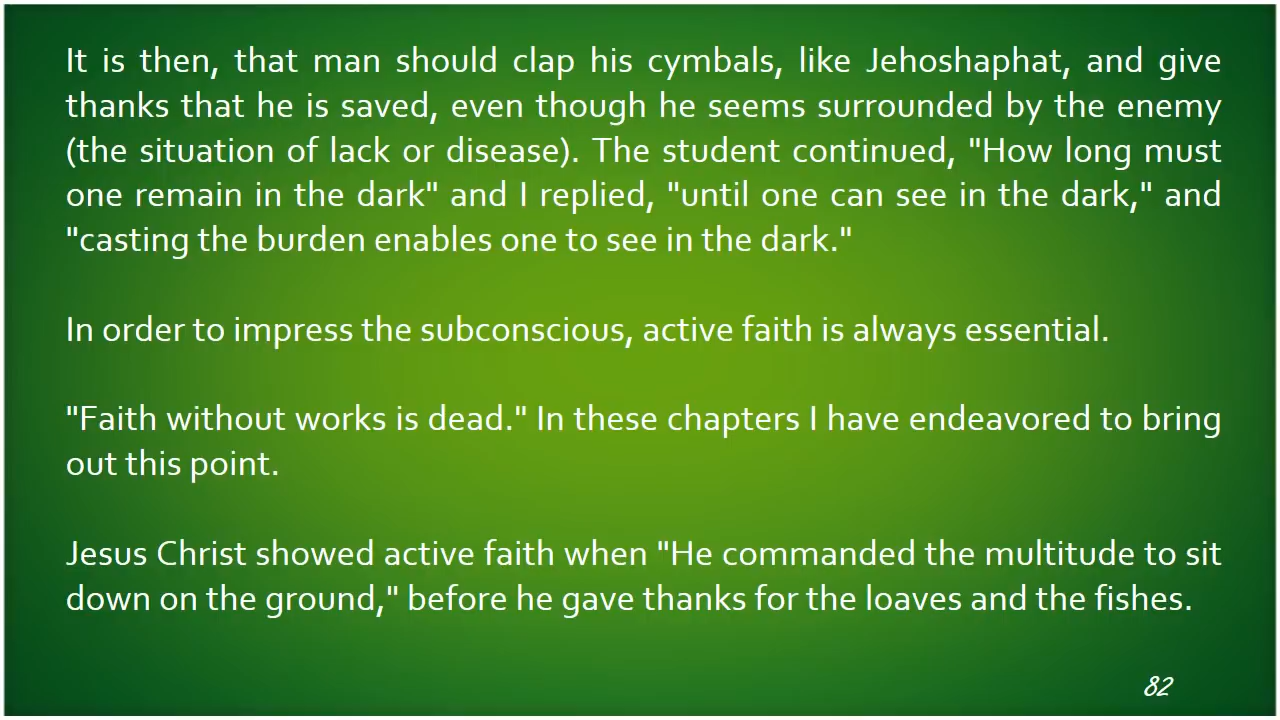 It is then, that man should clap his cymbals, like Jehoshaphat, and give
thanks that he is saved, even though he seems surrounded by the enemy
(the situation of lack or disease). The student continued, "How long must
one remain in the dark" and I replied, "until one can see in the dark," and
"casting the burden enables one to see in the dark."
In order to impress the subconscious, active faith is always essential.
"Faith without works is dead." In these chapters I have endeavored to bring
out this point.
Jesus Christ showed active faith when "He commanded the multitude to sit
down on the ground," before he gave thanks for the loaves and the fishes.
82